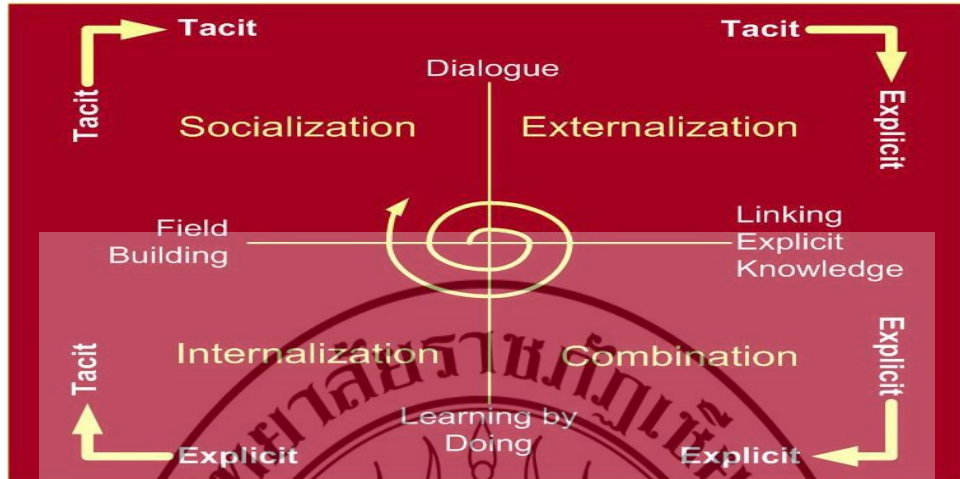 Tacit
Tacit
Tacit
Explicit
Dialogue
Socialization
Externalization
Field
Building
Linking
Explicit
Knowledge
Internalization
Combination
Tacit
Explicit
Learning by
Doing
Explicit
Explicit